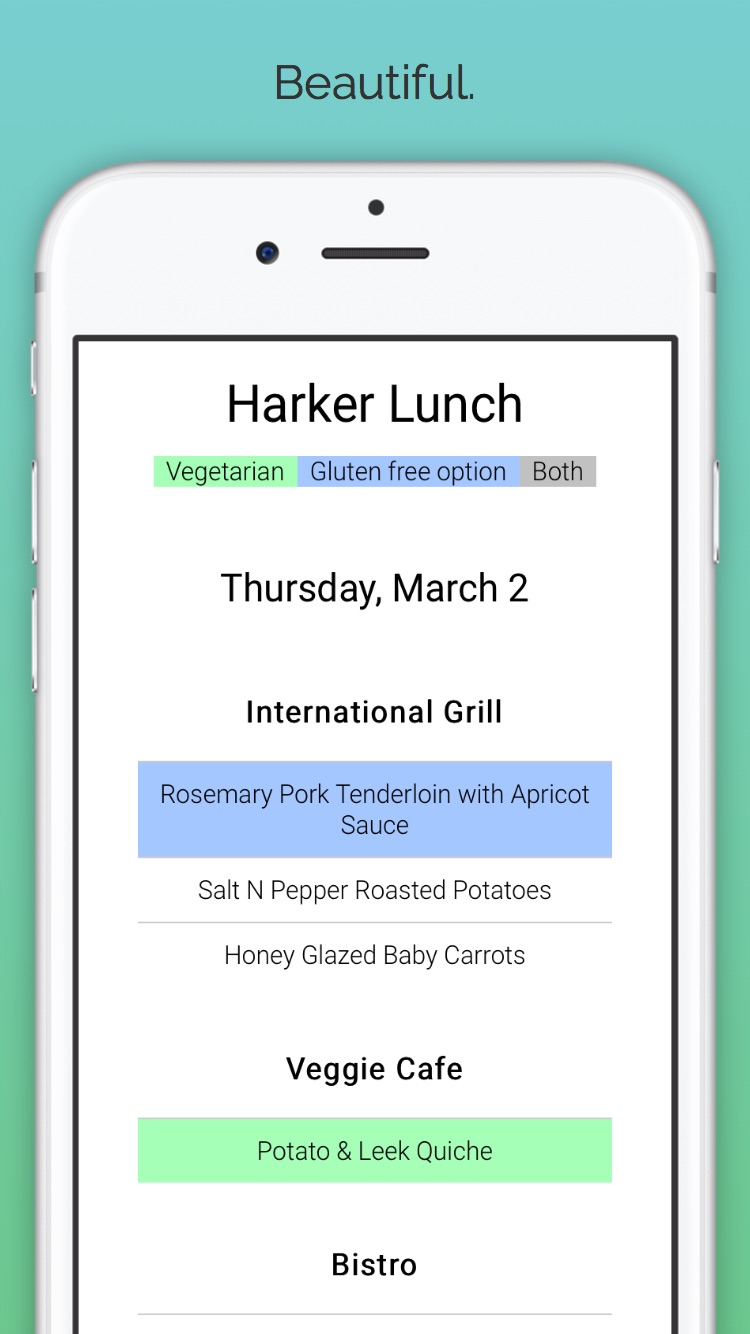 Beautiful.
Harker Lunch
Vegetarian Gluten free option Both
Thursday, March 2
International Grill
Rosemary Pork Tenderloin with Apricot
Sauce
Salt N Pepper Roasted Potatoes
Honey Glazed Baby Carrots
Veggie Cafe
Potato & Leek Quiche
Bistro